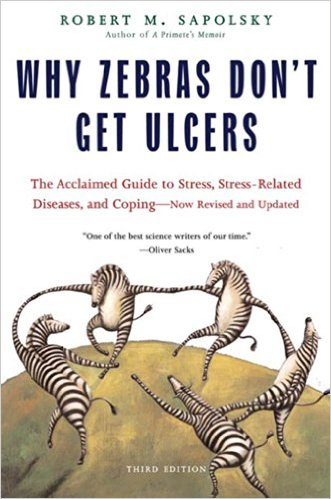 ROBERT M. SAPOLSKY
Author of A Primate's Memoir
WHY ZEBRAS DON'T
GET ULCERS
The Acclaimed Guide to Stress, Stress-Related
Diseases, and Coping—Now Revised and Updated
"One of the best science writers of our time."
—Oliver Sacks
THIRD EDITION